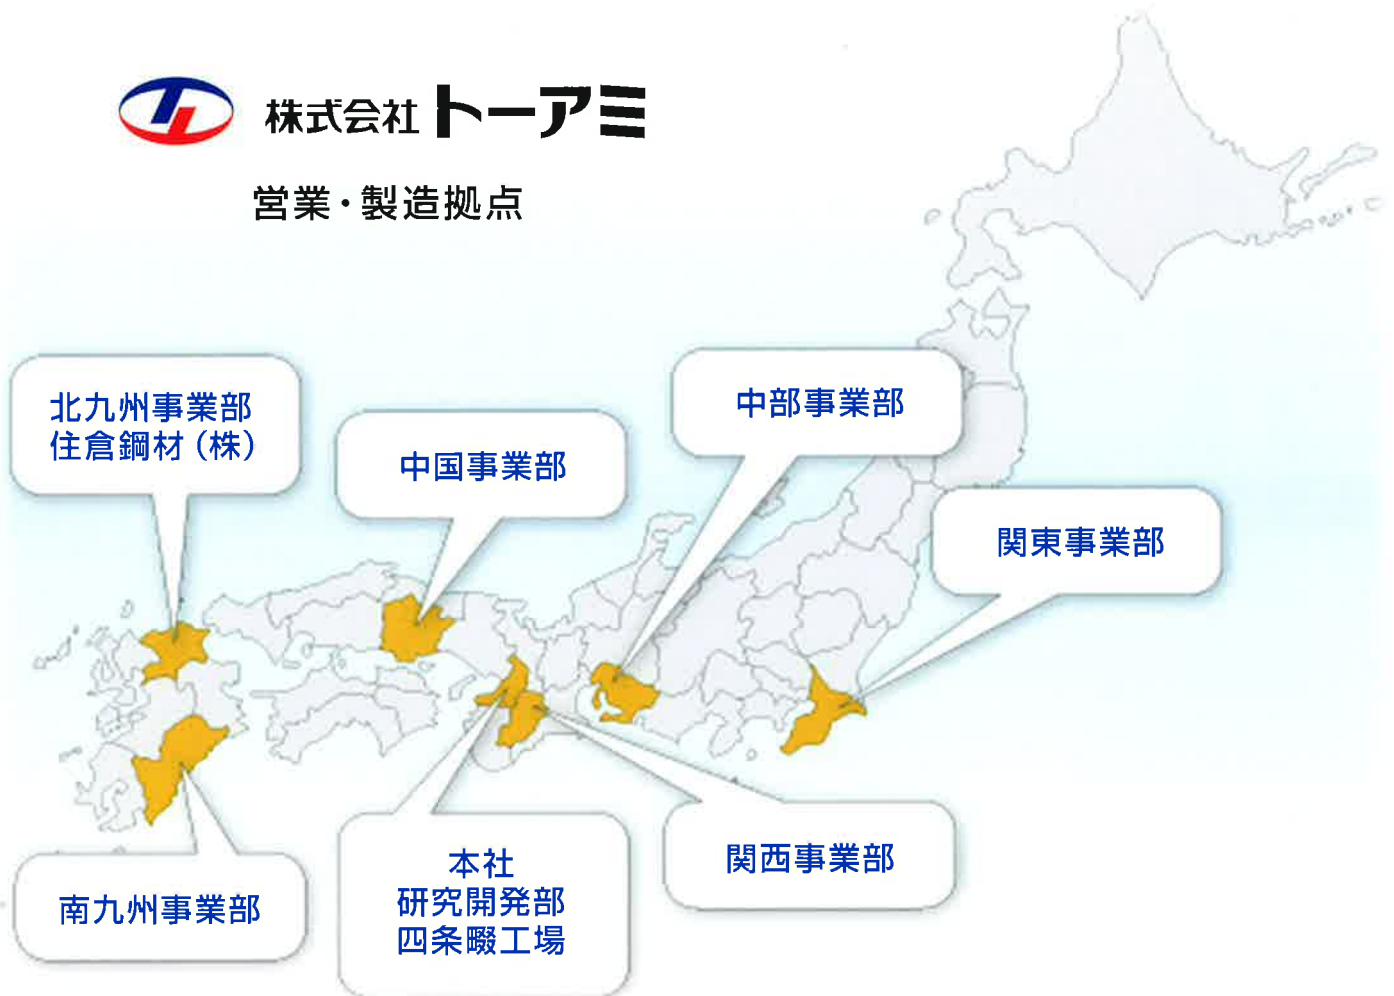 株式会社 トーアミ
営業・製造拠点
北九州事業部
住倉鋼材（株）
中国事業部
中部事業部
関東事業部
南九州事業部
本社
研究開発部
四条畷工場
関西事業部